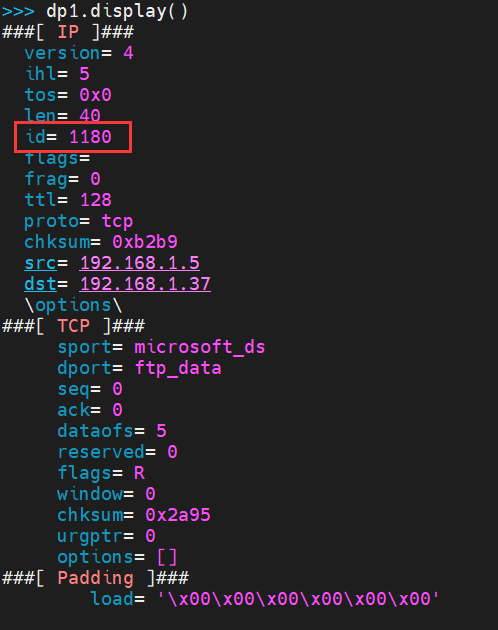 >>> dp1.display()
###[ IP ]###
version= 4
ihl= 5
tos= 0x0
len= 40
id= 1180
flags=
frag= 0
ttl= 128
proto= tcp
chksum= 0xb2b9
src= 192.168.1.5
dst= 192.168.1.37
\options\
###[ TCP ]###
sport= microsoft_ds
dport= ftp_data
seq= 0
ack= 0
dataofs= 5
reserved= 0
flags= R
window= 0
chksum= 0x2a95
urgptr= 0
options= []
###[ Padding ]###
load= '\x00\x00\x00\x00\x00\x00'